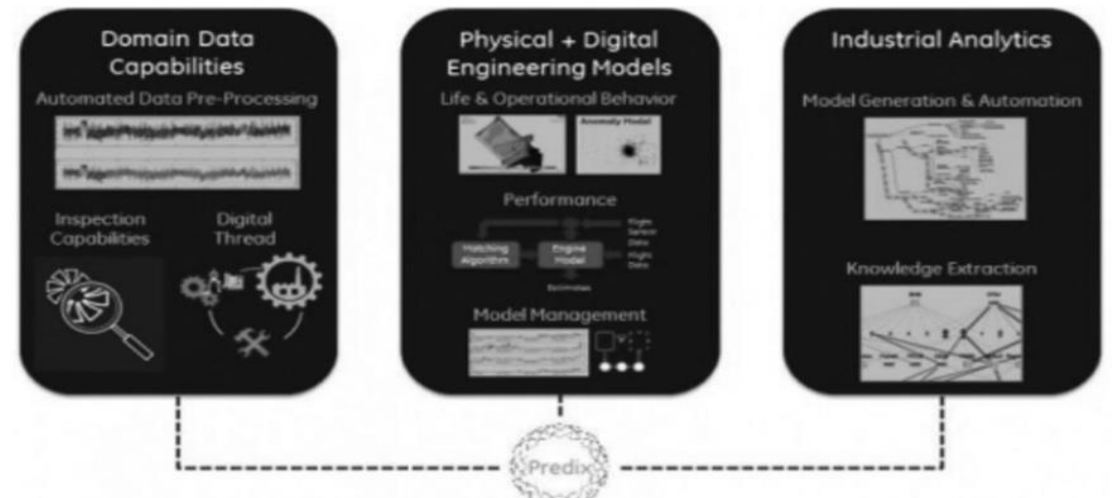 Domain Data
Capabilities
Automated Data Pre-Processing
Inspection
Capabilities
Digital
Thread
Physical + Digital
Engineering Models
Life & Operational Behavior
Anomaly Model
Performance
Matching
Algorithm
Engine
Model
Flight
Sensor
Data
Flight
Data
Estimates
Model Management
Industrial Analytics
Model Generation & Automation
Knowledge Extraction
Predix